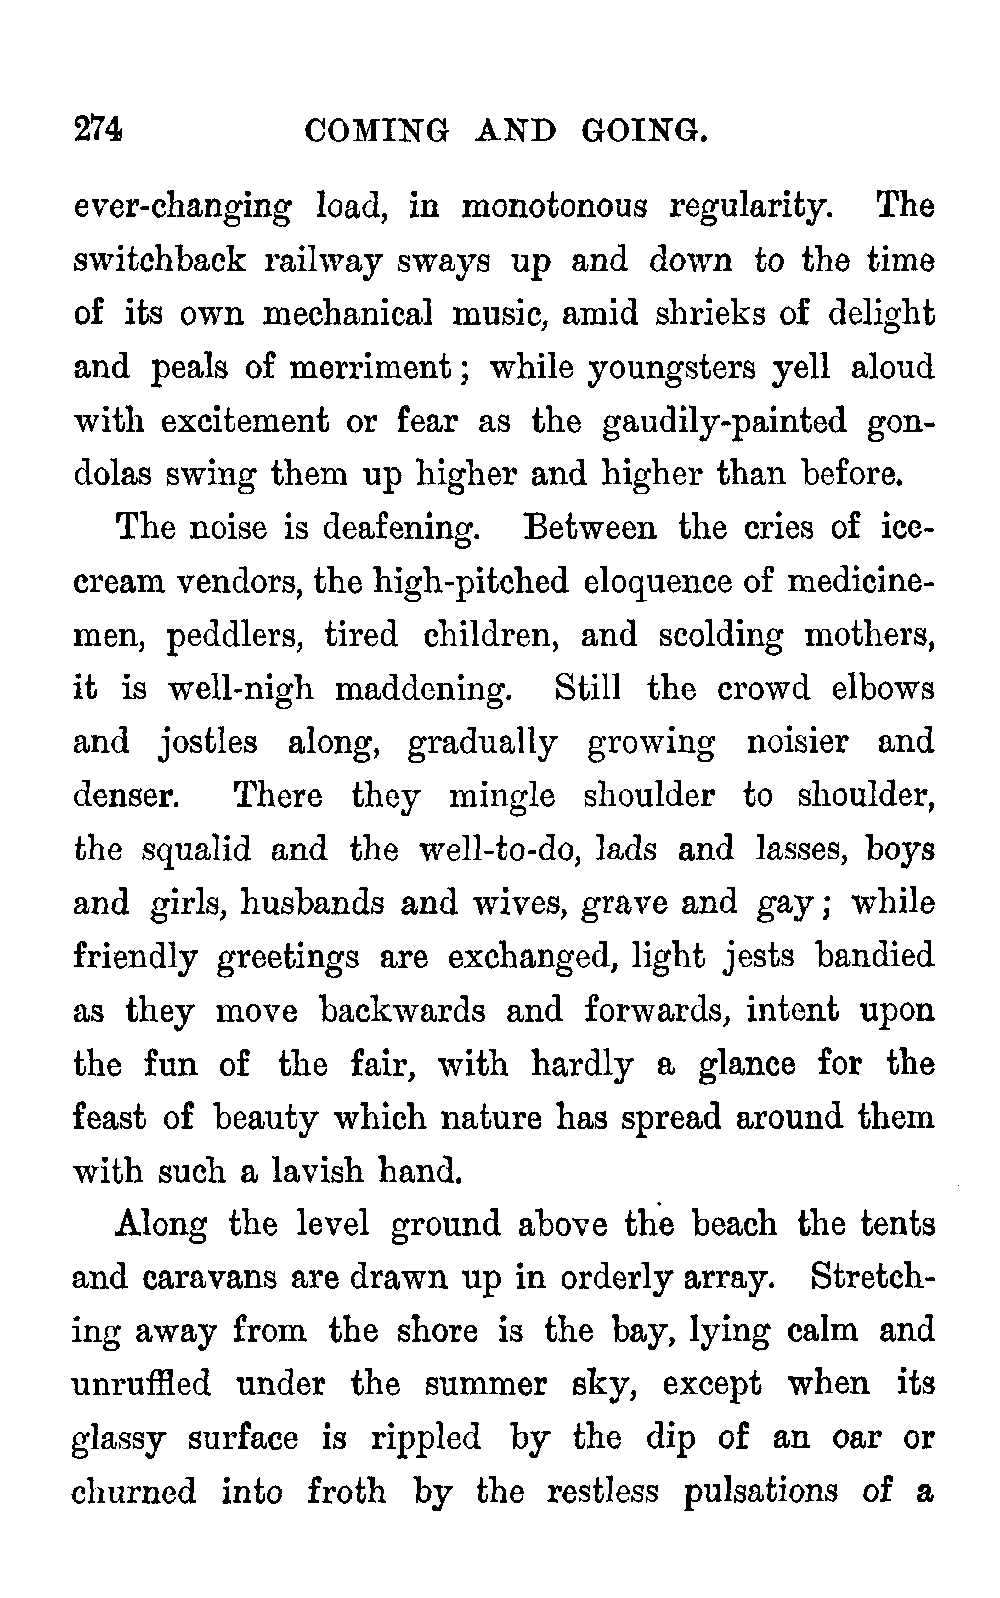 274 COMING AND GOING.
ever-changing load, in monotonous regularity. The
switchback railway sways up and down to the time
of its own mechanical music, amid shrieks of delight
and peals of merriment; while youngsters yell aloud
with excitement or fear as the gaudily-painted gon-
dolas swing them up higher and higher than before.
The noise is deafening. Between the cries of ice-
cream vendors, the high-pitched eloquence of medicine-
men, peddlers, tired children, and scolding mothers,
it is well-nigh maddening. Still the crowd elbows
and jostles along, gradually growing noisier and
denser. There they mingle shoulder to shoulder,
the squalid and the well-to-do, lads and lasses, boys
and girls, husbands and wives, grave and gay; while
friendly greetings are exchanged, light jests bandied
as they move backwards and forwards, intent upon
the fun of the fair, with hardly a glance for the
feast of beauty which nature has spread around them
with such a lavish hand.
Along the level ground above the beach the tents
and caravans are drawn up in orderly array. Stretch-
ing away from the shore is the bay, lying calm and
unruffled under the summer sky, except when its
glassy surface is rippled by the dip of an oar or
churned into froth by the restless pulsations of a